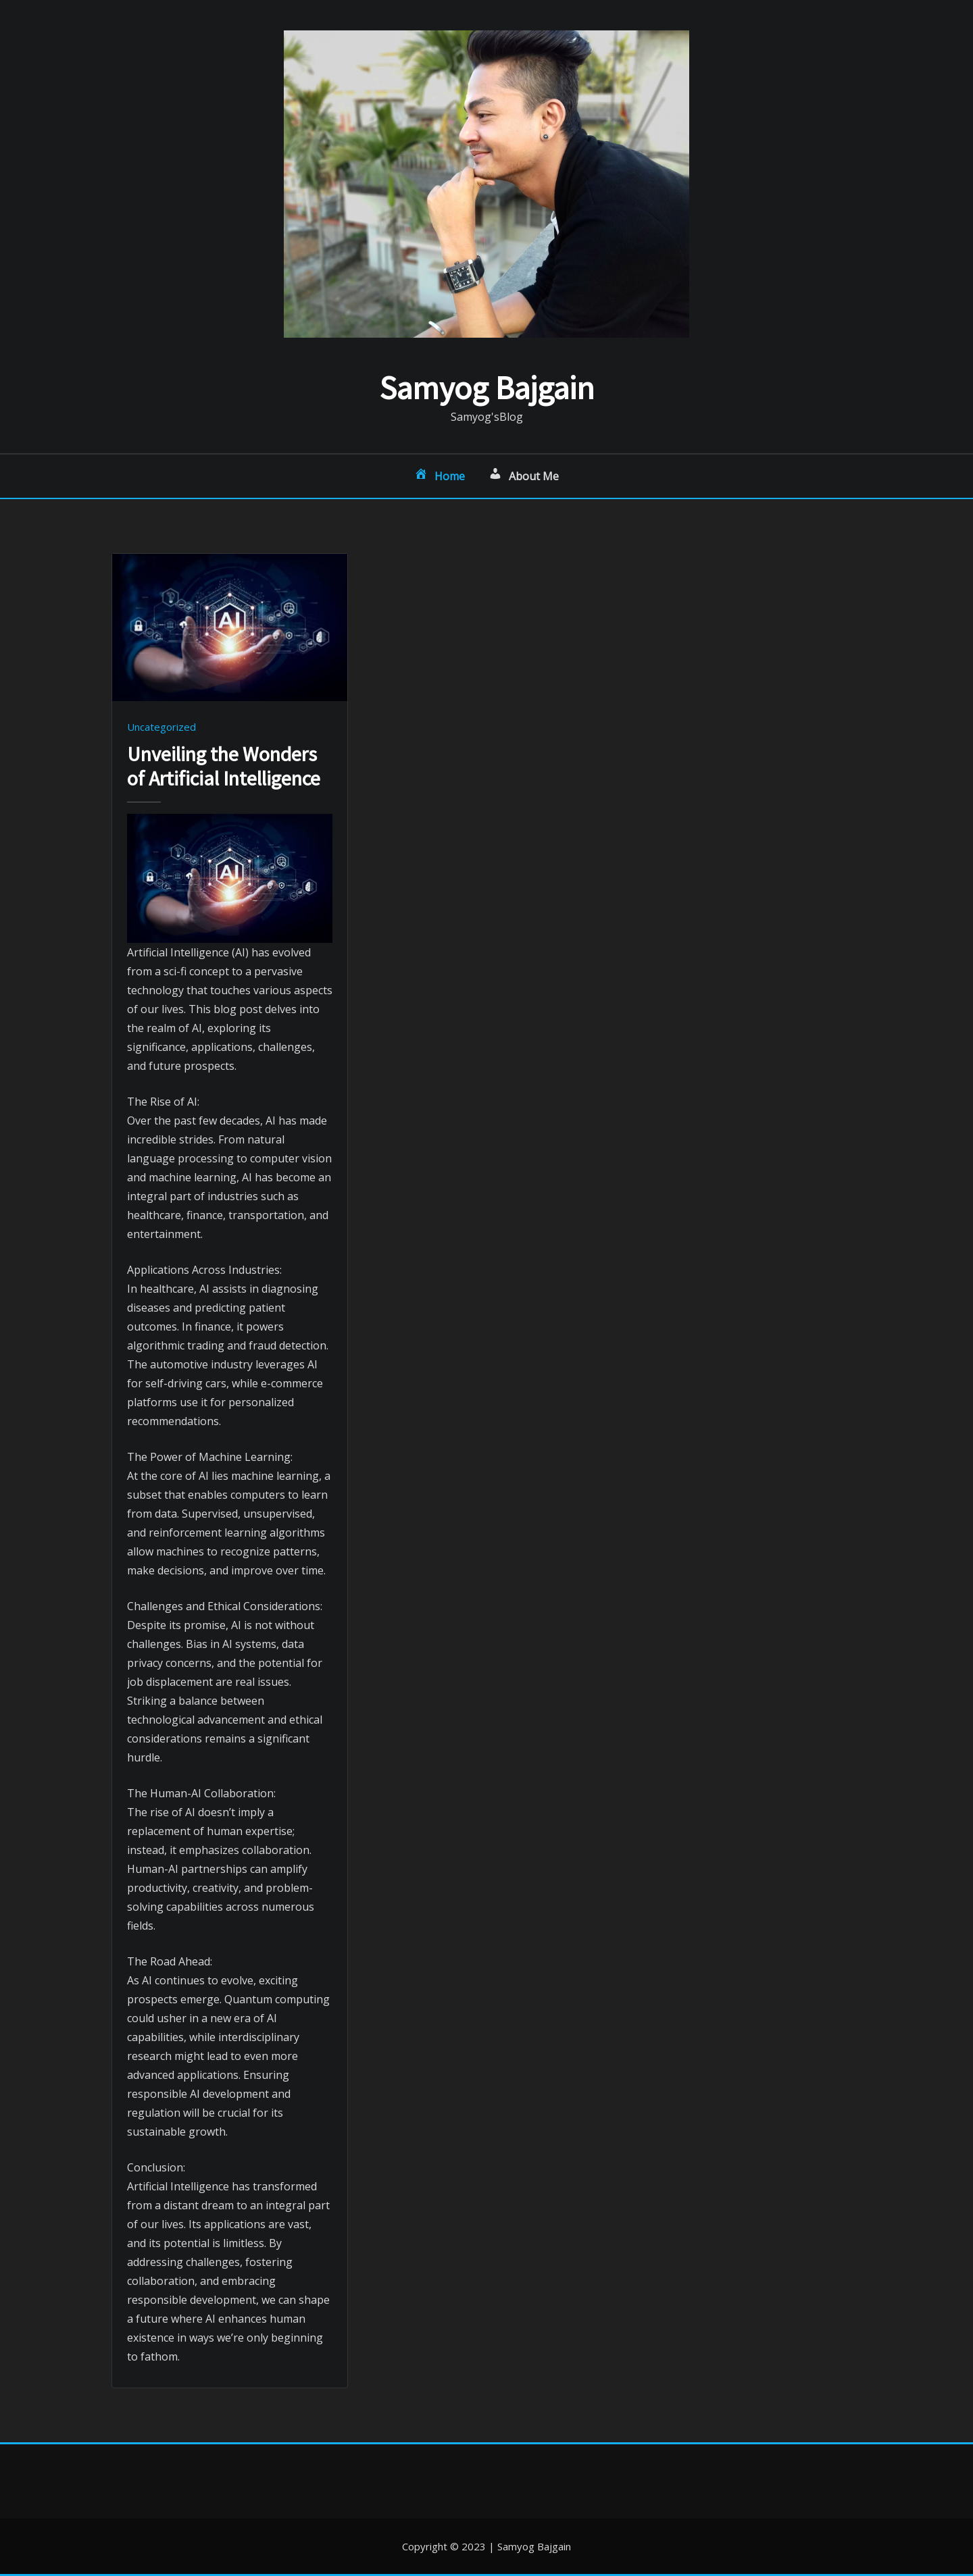 Samyog Bajgain
Samyog'sBlog
Home
About Me
AI
Uncategorized
Unveiling the Wonders
of Artificial Intelligence
AI
Artificial Intelligence (AI) has evolved
from a sci-fi concept to a pervasive
technology that touches various aspects
of our lives. This blog post delves into
the realm of AI, exploring its
significance, applications, challenges,
and future prospects.
The Rise of AI:
Over the past few decades, AI has made
incredible strides. From natural
language processing to computer vision
and machine learning, AI has become an
integral part of industries such as
healthcare, finance, transportation, and
entertainment.
Applications Across Industries:
In healthcare, AI assists in diagnosing
diseases and predicting patient
outcomes. In finance, it powers
algorithmic trading and fraud detection.
The automotive industry leverages AI
for self-driving cars, while e-commerce
platforms use it for personalized
recommendations.
The Power of Machine Learning:
At the core of AI lies machine learning, a
subset that enables computers to learn
from data. Supervised, unsupervised,
and reinforcement learning algorithms
allow machines to recognize patterns,
make decisions, and improve over time.
Challenges and Ethical Considerations:
Despite its promise, AI is not without
challenges. Bias in AI systems, data
privacy concerns, and the potential for
job displacement are real issues.
Striking a balance between
technological advancement and ethical
considerations remains a significant
hurdle.
The Human-AI Collaboration:
The rise of AI doesn’t imply a
replacement of human expertise;
instead, it emphasizes collaboration.
Human-AI partnerships can amplify
productivity, creativity, and problem-
solving capabilities across numerous
fields.
The Road Ahead:
As AI continues to evolve, exciting
prospects emerge. Quantum computing
could usher in a new era of AI
capabilities, while interdisciplinary
research might lead to even more
advanced applications. Ensuring
responsible AI development and
regulation will be crucial for its
sustainable growth.
Conclusion:
Artificial Intelligence has transformed
from a distant dream to an integral part
of our lives. Its applications are vast,
and its potential is limitless. By
addressing challenges, fostering
collaboration, and embracing
responsible development, we can shape
a future where AI enhances human
existence in ways we’re only beginning
to fathom.
Copyright © 2023 | Samyog Bajgain